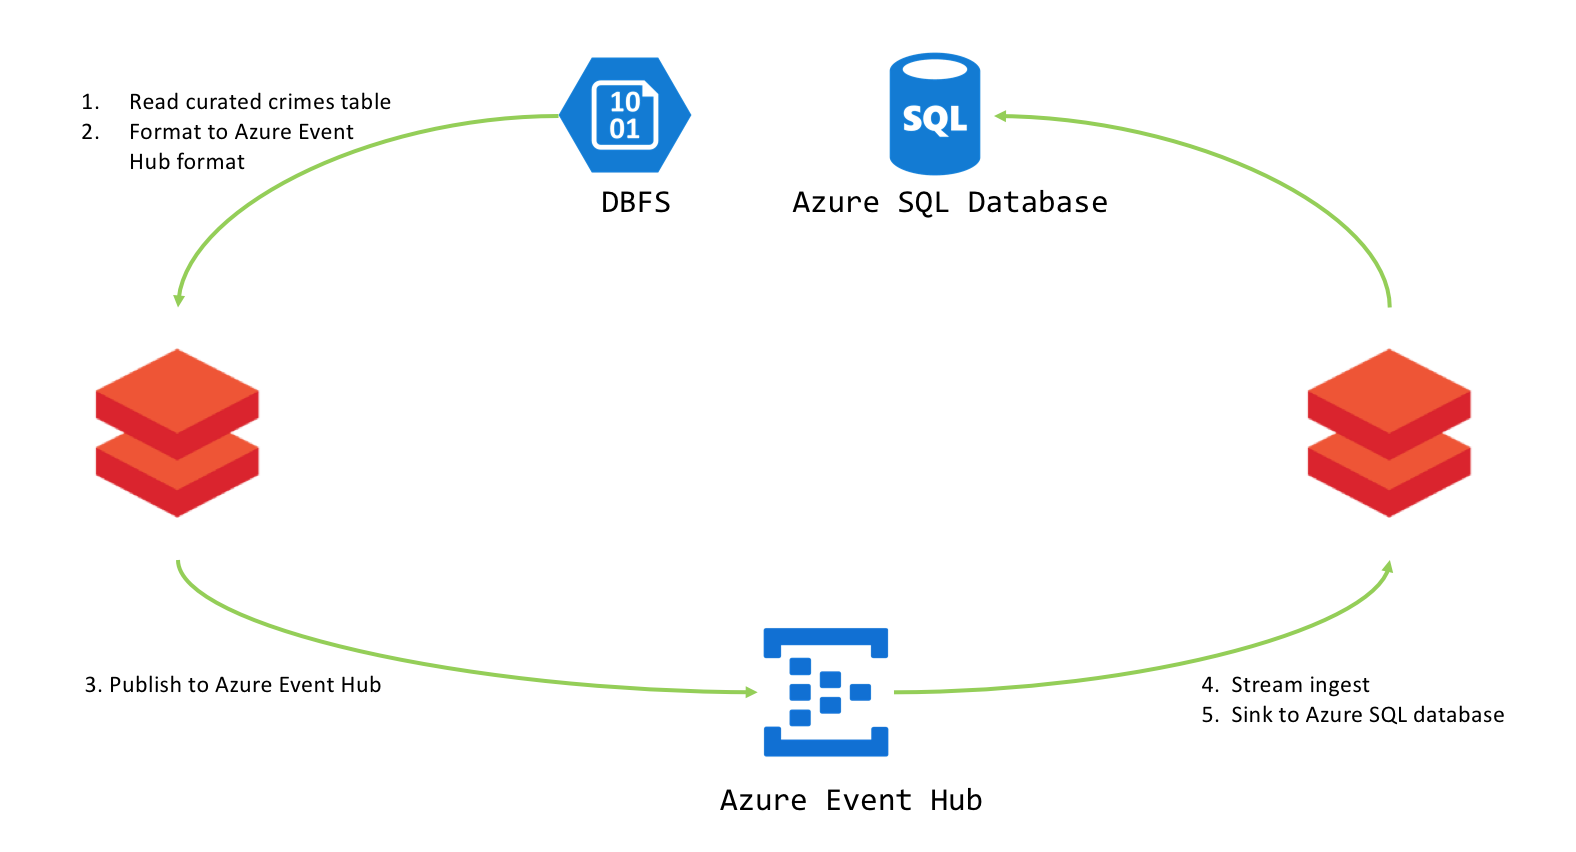 1. Read curated crimes table
2. Format to Azure Event
Hub format
10
01
DBFS
SQL
Azure SQL Database
3. Publish to Azure Event Hub
4. Stream ingest
5. Sink to Azure SQL database
Azure Event Hub